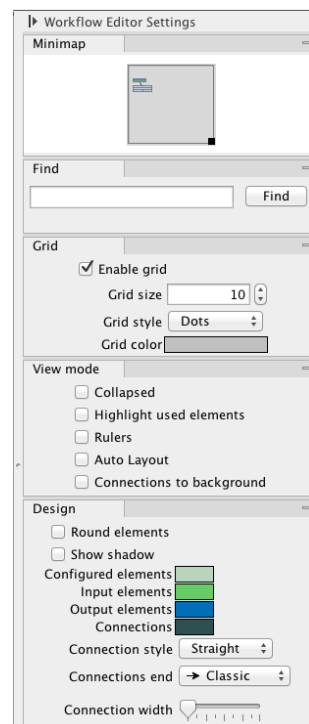 Workflow Editor Settings
Minimap
Find
Find
Grid
Enable grid
Grid size 10
Grid style Dots
Grid color
View mode
Collapsed
Highlight used elements
Rulers
Auto Layout
Connections to background
Design
Round elements
Show shadow
Configured elements
Input elements
Output elements
Connections
Connection style Straight
Connections end Classic
Connection width